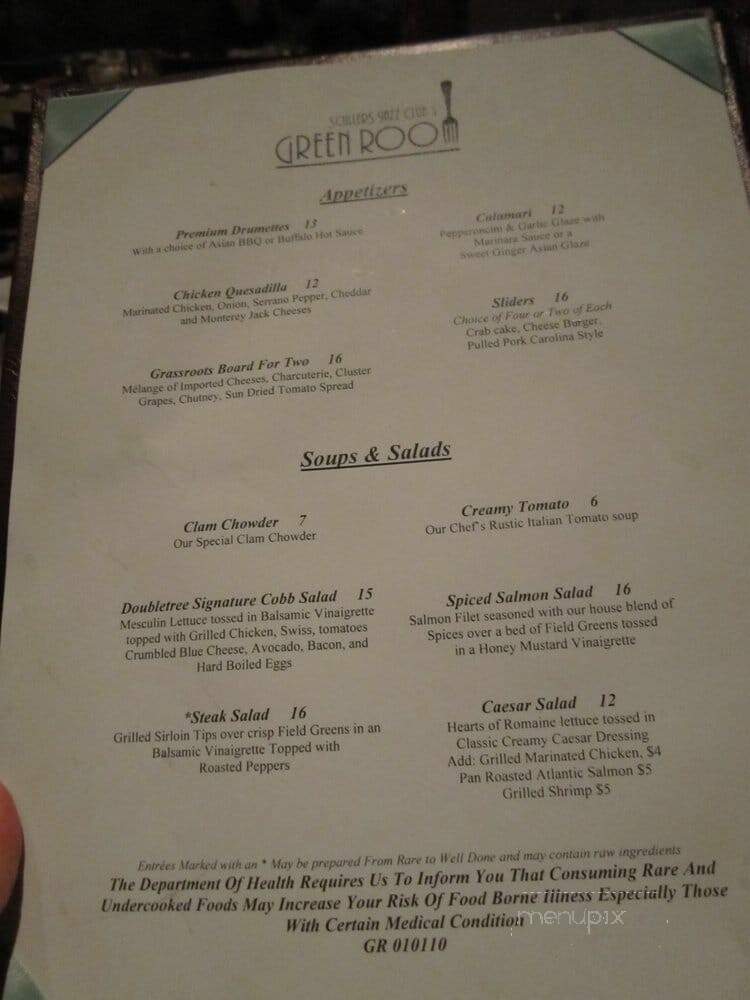 SCULLERS JAZZ CLUB'S
GREEN ROOM
Appetizers
Premium Drumettes 13
With a choice of Asian BBQ or Buffalo Hot Sauce
Chicken Quesadilla 12
Marinated Chicken, Onion, Serrano Pepper, Cheddar
and Monterey Jack Cheeses
Grassroots Board For Two 16
Mélange of Imported Cheeses, Charcuterie, Cluster
Grapes, Chutney, Sun Dried Tomato Spread
Calamari 12
Pepperoncini & Garlic Glaze with
Marinara Sauce or a
Sweet Ginger Asian Glaze
Sliders 16
Choice of Four or Two of Each
Crab cake, Cheese Burger,
Pulled Pork Carolina Style
Soups & Salads
Clam Chowder 7
Our Special Clam Chowder
Creamy Tomato 6
Our Chef's Rustic Italian Tomato soup
Doubletree Signature Cobb Salad 15
Mesculin Lettuce tossed in Balsamic Vinaigrette
topped with Grilled Chicken, Swiss, tomatoes
Crumbled Blue Cheese, Avocado, Bacon, and
Hard Boiled Eggs
Spiced Salmon Salad 16
Salmon Filet seasoned with our house blend of
Spices over a bed of Field Greens tossed
in a Honey Mustard Vinaigrette
*Steak Salad 16
Grilled Sirloin Tips over crisp Field Greens in an
Balsamic Vinaigrette Topped with
Roasted Peppers
Caesar Salad 12
Hearts of Romaine lettuce tossed in
Classic Creamy Caesar Dressing
Add: Grilled Marinated Chicken, $4
Pan Roasted Atlantic Salmon $5
Grilled Shrimp $5
Entrées Marked with an * May be prepared From Rare to Well Done and may contain raw ingredients
The Department Of Health Requires Us To Inform You That Consuming Rare And
Undercooked Foods May Increase Your Risk Of Food Borne Illness Especially Those
With Certain Medical Condition
GR 010110
menupix